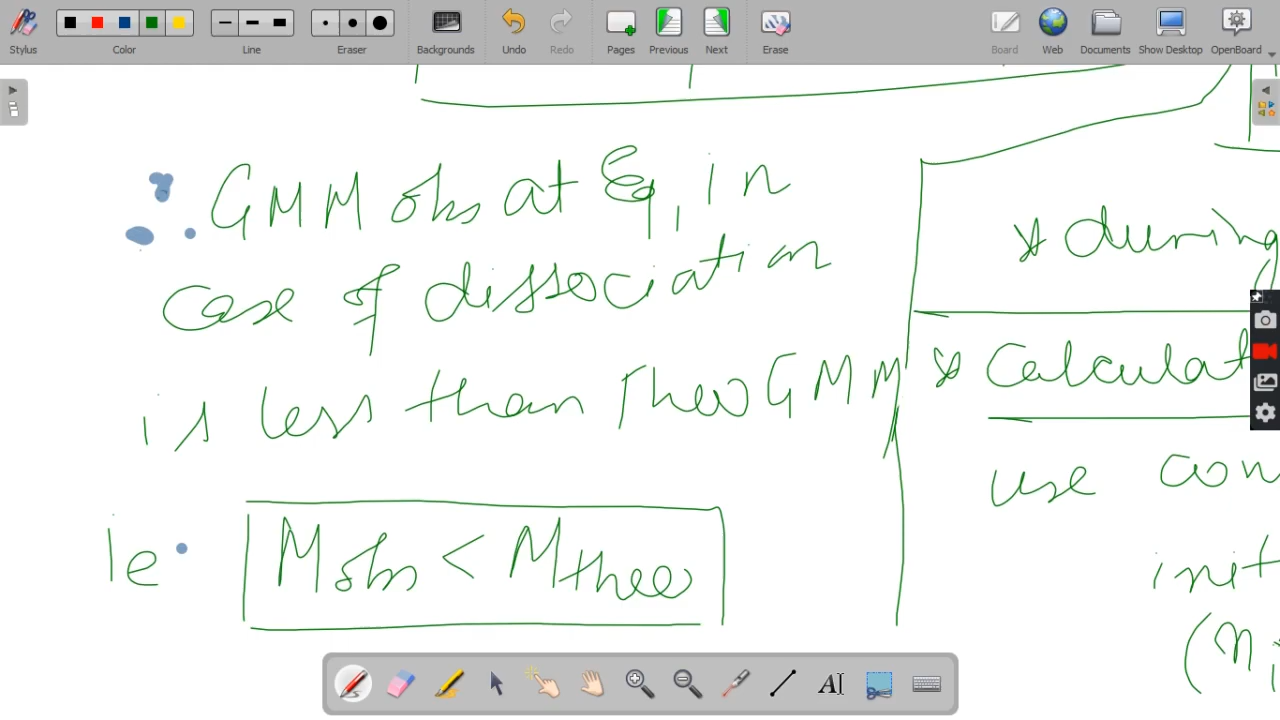 Stylus
Color
Line
Eraser
Backgrounds
Undo
Redo
Pages
Previous
Next
Erase
Board
Web
Documents
Show Desktop
OpenBoard
∴ GMM obs at Eq, in
case of dissociation
is less than Theo GMM
ie Mobs < Mtheo
* during
* Calculat
use con
init
(ni